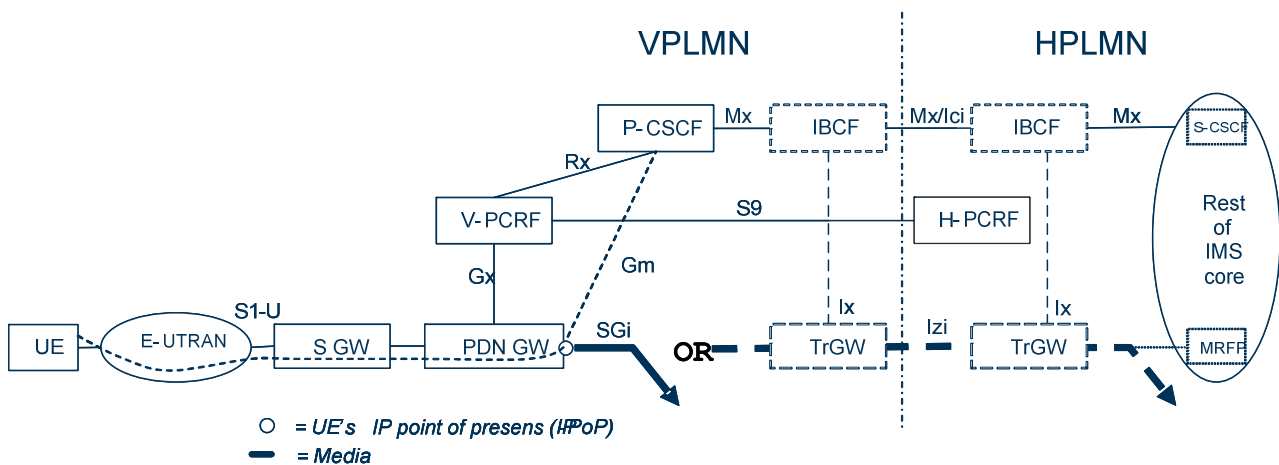 VPLMN
HPLMN
P-CSCF
Mx
IBCF
Mx/Ici
IBCF
Mx
S-CSCF
Rx
V-PCRF
S9
H-PCRF
Rest
of
IMS
core
Gx
Gm
S1-U
UE
E-UTRAN
S GW
PDN GW
SGi
OR
Ix
TrGW
Izi
Ix
TrGW
MRFP
= UE's IP point of presens (IP-PoP)
= Media